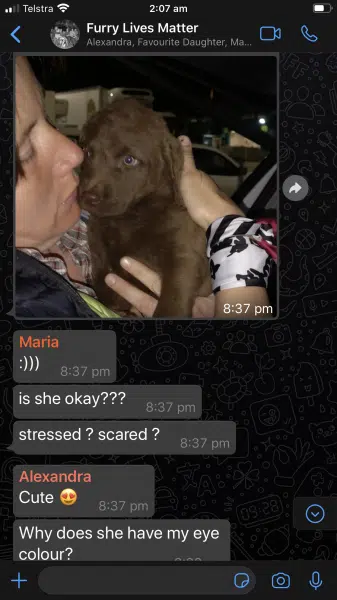 Telstra
2:07 am
Furry Lives Matter
Alexandra, Favourite Daughter, Ma...
8:37 pm
Maria
:)))
8:37 pm
is she okay???
8:37 pm
stressed ? scared ?
8:37 pm
Alexandra
Cute 😍
8:37 pm
Why does she have my eye
colour?